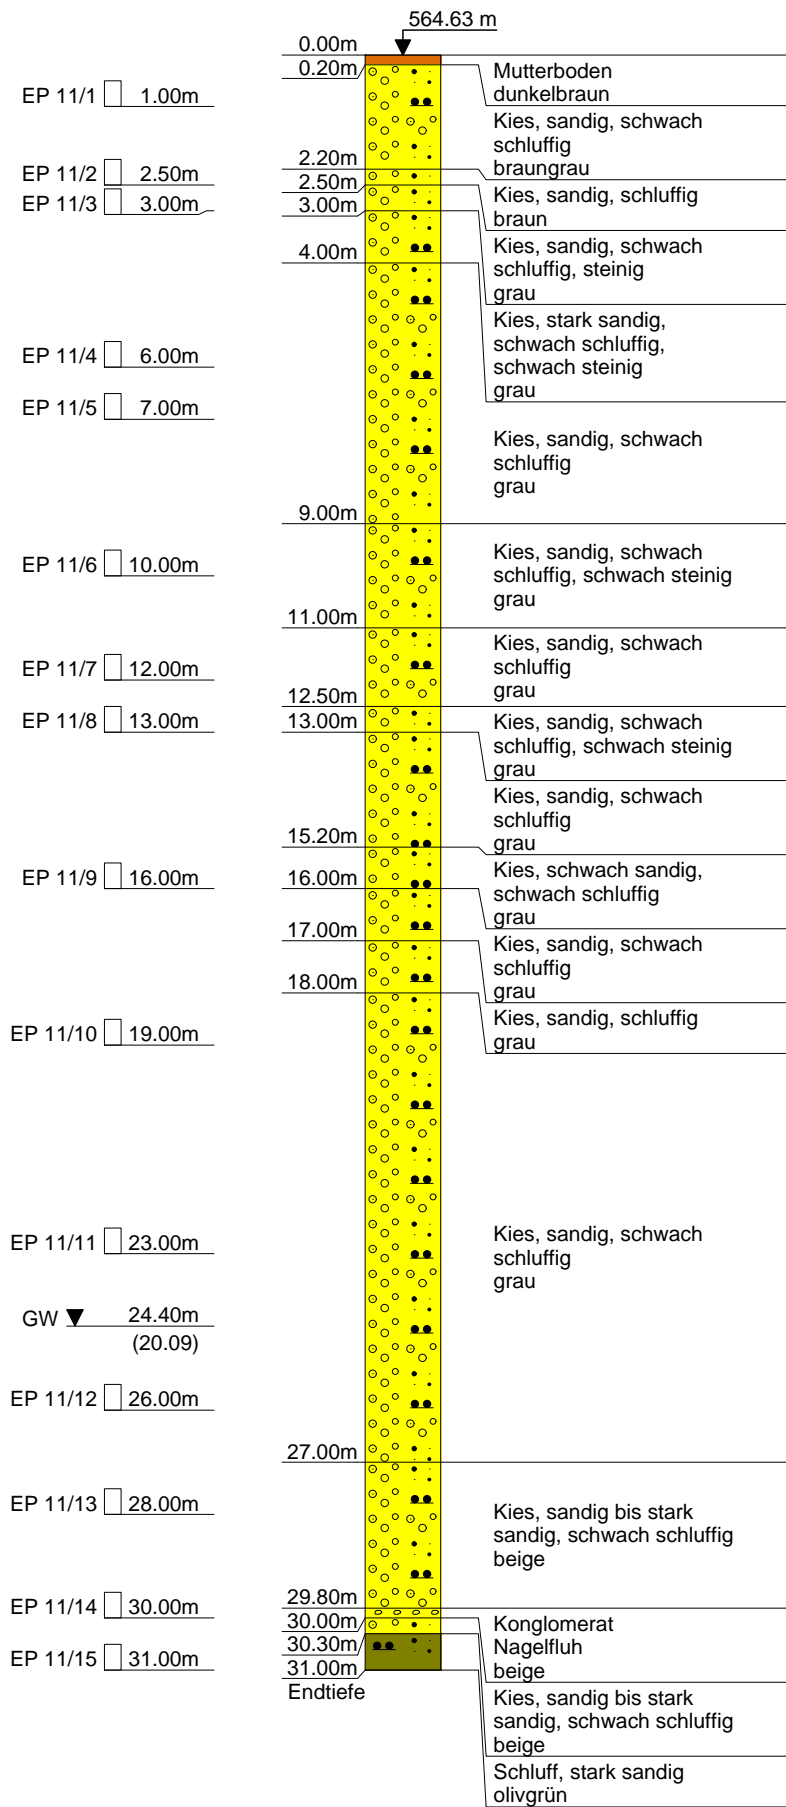 564.63 m
0.00m
0.20m
Mutterboden
dunkelbraun
EP 11/1 1.00m
Kies, sandig, schwach
schluffig
braungrau
2.20m
EP 11/2 2.50m
2.50m
Kies, sandig, schluffig
braun
EP 11/3 3.00m
3.00m
Kies, sandig, schwach
schluffig, steinig
grau
4.00m
Kies, stark sandig,
schwach schluffig,
schwach steinig
grau
EP 11/4 6.00m
EP 11/5 7.00m
Kies, sandig, schwach
schluffig
grau
9.00m
EP 11/6 10.00m
Kies, sandig, schwach
schluffig, schwach steinig
grau
11.00m
EP 11/7 12.00m
Kies, sandig, schwach
schluffig
grau
12.50m
EP 11/8 13.00m
13.00m
Kies, sandig, schwach
schluffig, schwach steinig
grau
Kies, sandig, schwach
schluffig
grau
15.20m
EP 11/9 16.00m
16.00m
Kies, schwach sandig,
schwach schluffig
grau
17.00m
Kies, sandig, schwach
schluffig
grau
18.00m
Kies, sandig, schluffig
grau
EP 11/10 19.00m
EP 11/11 23.00m
Kies, sandig, schwach
schluffig
grau
GW 24.40m
(20.09)
EP 11/12 26.00m
27.00m
EP 11/13 28.00m
Kies, sandig bis stark
sandig, schwach schluffig
beige
29.80m
EP 11/14 30.00m
30.00m
Konglomerat
Nagelfluh
beige
30.30m
EP 11/15 31.00m
31.00m
Endtiefe
Kies, sandig bis stark
sandig, schwach schluffig
beige
Schluff, stark sandig
olivgrün